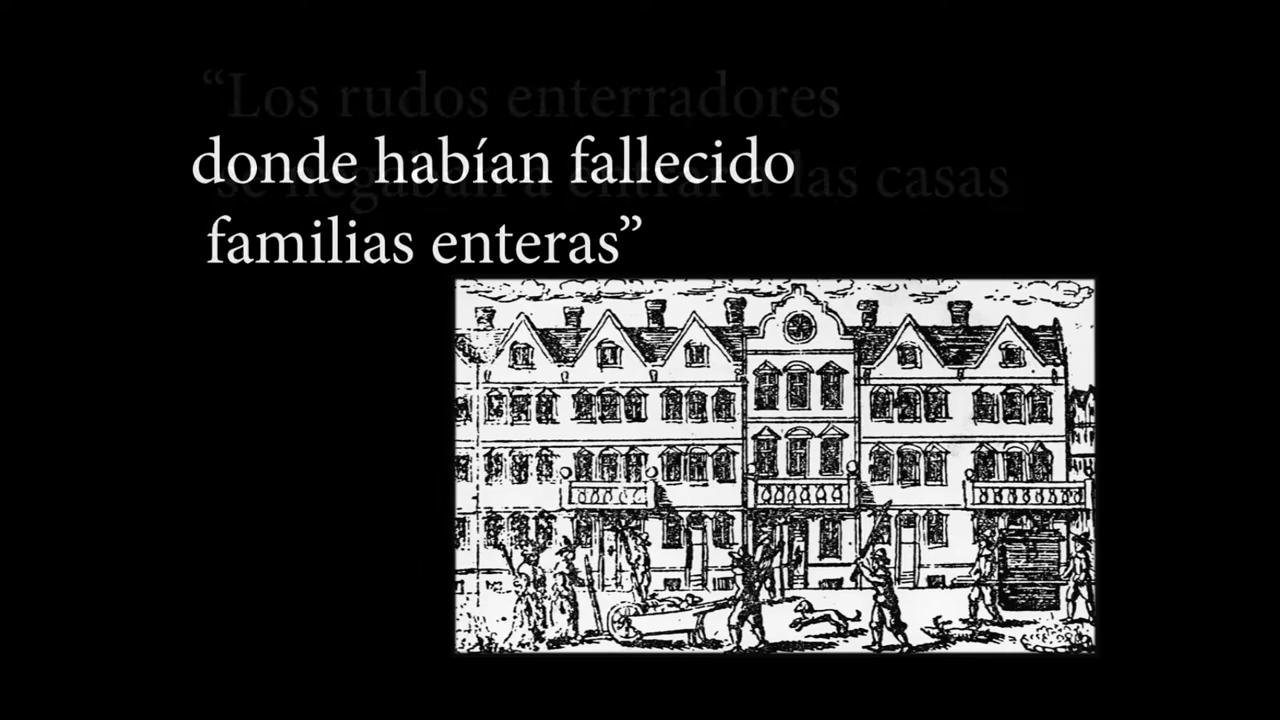 “Los rudos enterradores
se negaban a entrar a las casas
donde habían fallecido
familias enteras”